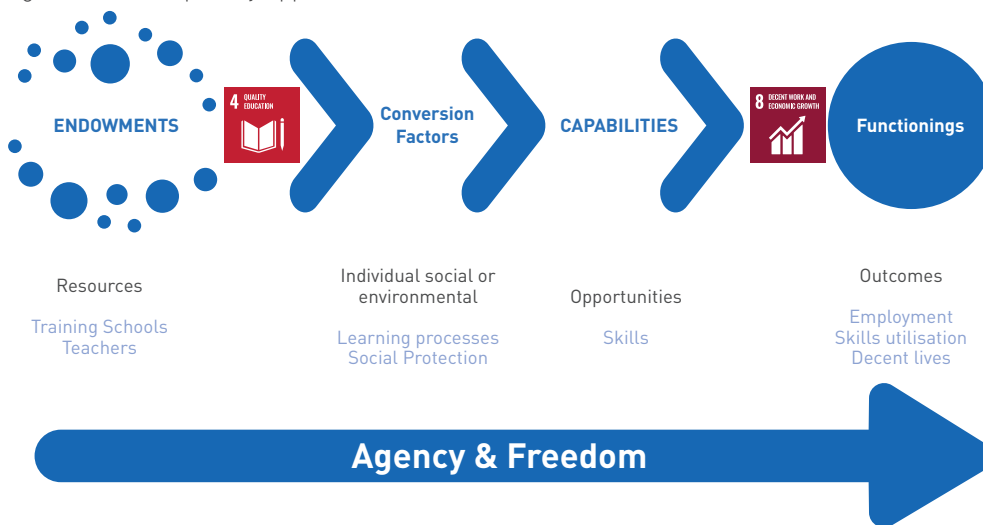 ENDOWMENTS
4 QUALITY
EDUCATION
Conversion
Factors
CAPABILITIES
8 DECENT WORK AND
ECONOMIC GROWTH
Functionings
Resources
Training Schools
Teachers
Individual social or
environmental
Learning processes
Social Protection
Opportunities
Skills
Outcomes
Employment
Skills utilisation
Decent lives
Agency & Freedom